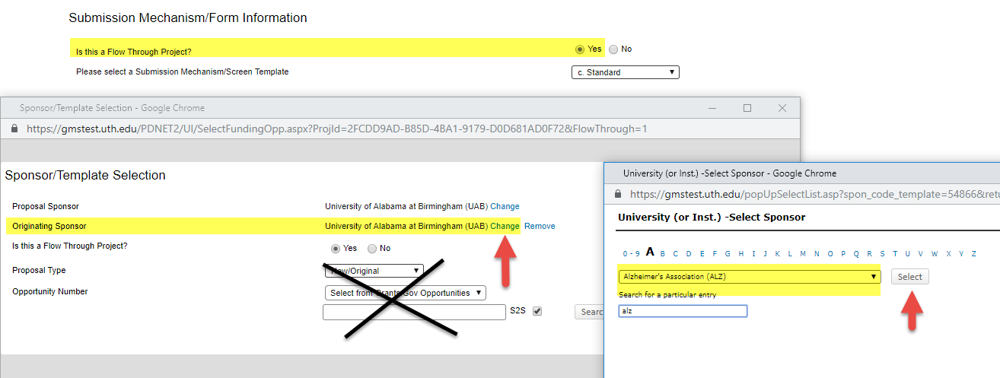 Submission Mechanism/Form Information
Is this a Flow Through Project? Yes No
Please select a Submission Mechanism/Screen Template c. Standard
Sponsor/Template Selection - Google Chrome
https://gmstest.uth.edu/PDNET2/UI/SelectFundingOpp.aspx?ProjId=2FCDD9AD-B85D-4BA1-9179-D0D681AD0F72&FlowThrough=1
Sponsor/Template Selection
Proposal Sponsor University of Alabama at Birmingham (UAB) Change
Originating Sponsor University of Alabama at Birmingham (UAB) Change Remove
Is this a Flow Through Project? Yes No
Proposal Type New/Original
Opportunity Number Select from Grants.Gov Opportunities
S2S Searc
University (or Inst.) -Select Sponsor - Google Chrome
https://gmstest.uth.edu/popUpSelectList.asp?spon_code_template=54866&retu
University (or Inst.) -Select Sponsor
0 - 9 A B C D E F G H I J K L M N O P Q R S T U V W X Y Z
Alzheimer's Association (ALZ) Select
Search for a particular entry
alz